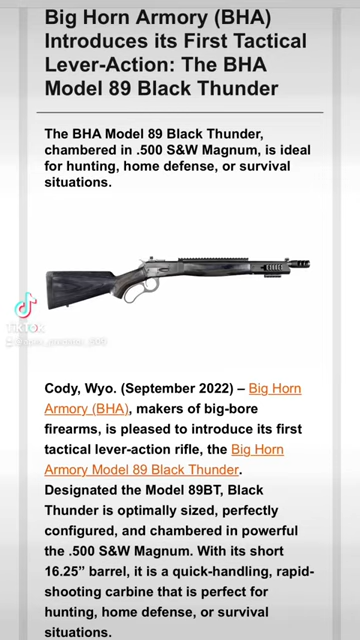 Big Horn Armory (BHA)
Introduces its First Tactical
Lever-Action: The BHA
Model 89 Black Thunder
The BHA Model 89 Black Thunder,
chambered in .500 S&W Magnum, is ideal
for hunting, home defense, or survival
situations.
TikTok
Cody, Wyo. (September 2022) – Big Horn
Armory (BHA), makers of big-bore
firearms, is pleased to introduce its first
tactical lever-action rifle, the Big Horn
Armory Model 89 Black Thunder.
Designated the Model 89BT, Black
Thunder is optimally sized, perfectly
configured, and chambered in powerful
the .500 S&W Magnum. With its short
16.25” barrel, it is a quick-handling, rapid-
shooting carbine that is perfect for
hunting, home defense, or survival
situations.